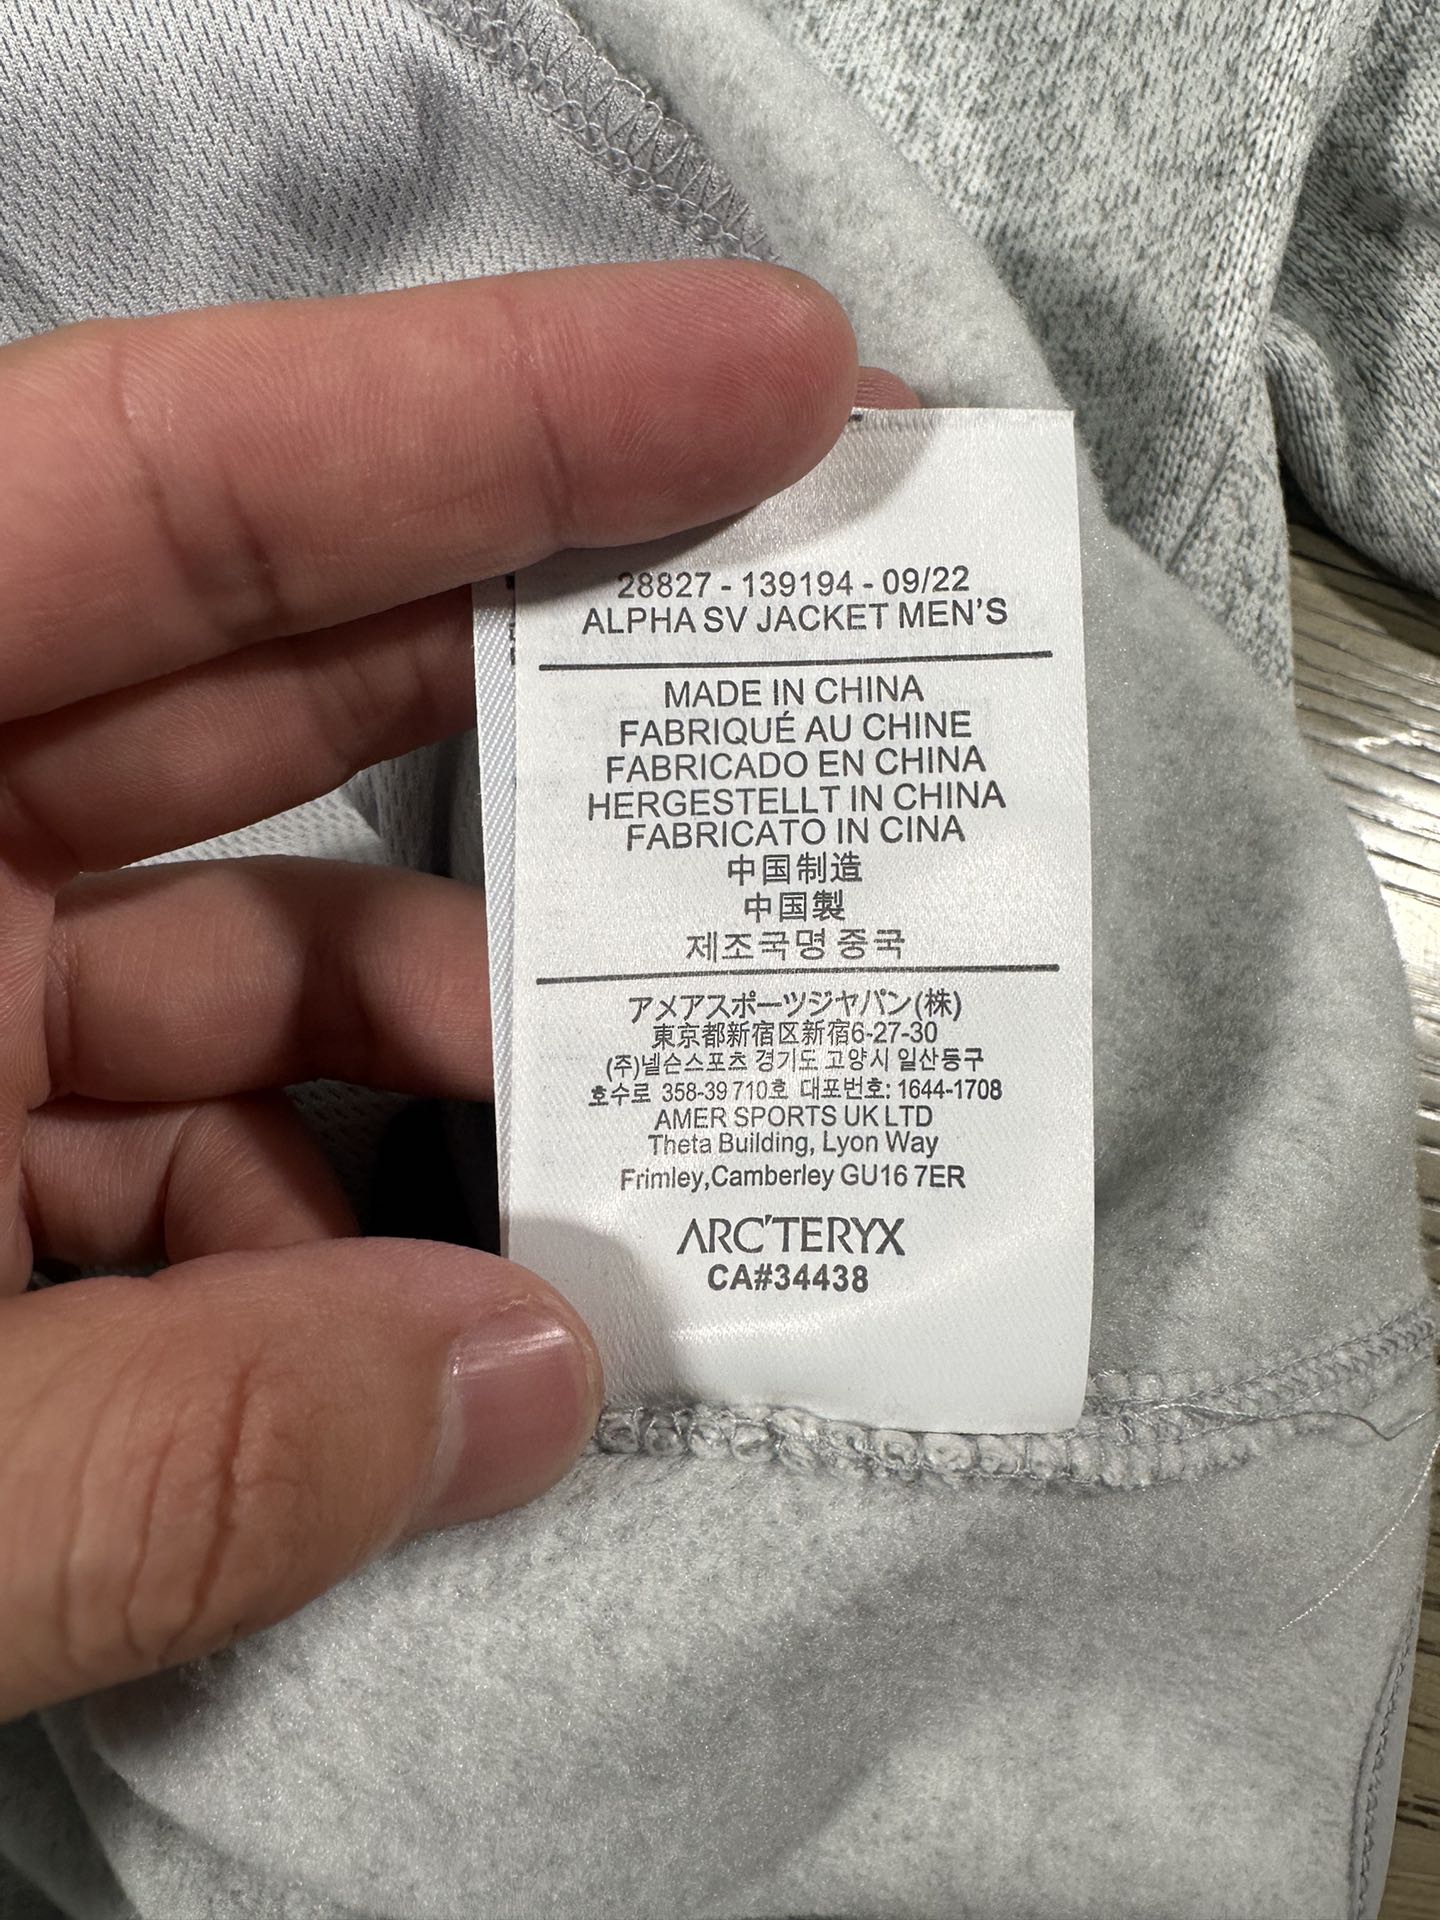 28827 - 139194 - 09/22
ALPHA SV JACKET MEN'S
MADE IN CHINA
FABRIQUÉ AU CHINE
FABRICADO EN CHINA
HERGESTELLT IN CHINA
FABRICATO IN CINA
中国制造
中国製
제조국명 중국
アメアスポーツジヤパン(株)
東京都新宿区新宿6-27-30
(주)넬슨스포츠 경기도 고양시 일산동구
호수로 358-39 710호 대포번호: 1644-1708
AMER SPORTS UK LTD
Theta Building, Lyon Way
Frimley,Camberley GU16 7ER
ARC'TERYX
CA#34438